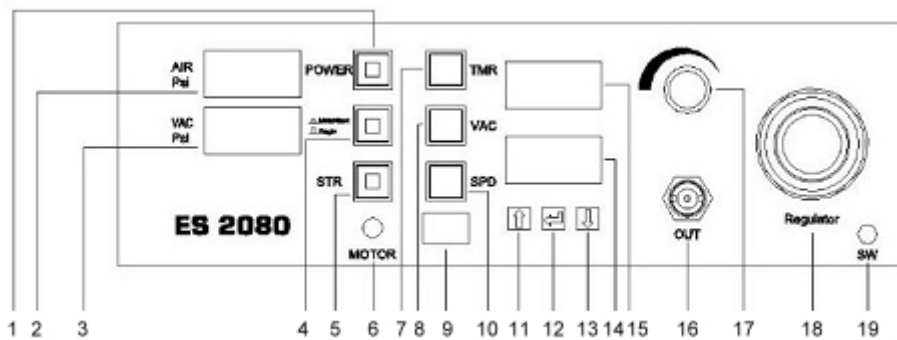 AIR
Psi
POWER
TMR
VAC
Psi
VAC
STR
SPD
ES 2080
MOTOR
OUT
Regulator
SW
1 2 3 4 5 6 7 8 9 10 11 12 13 14 15 16 17 18 19